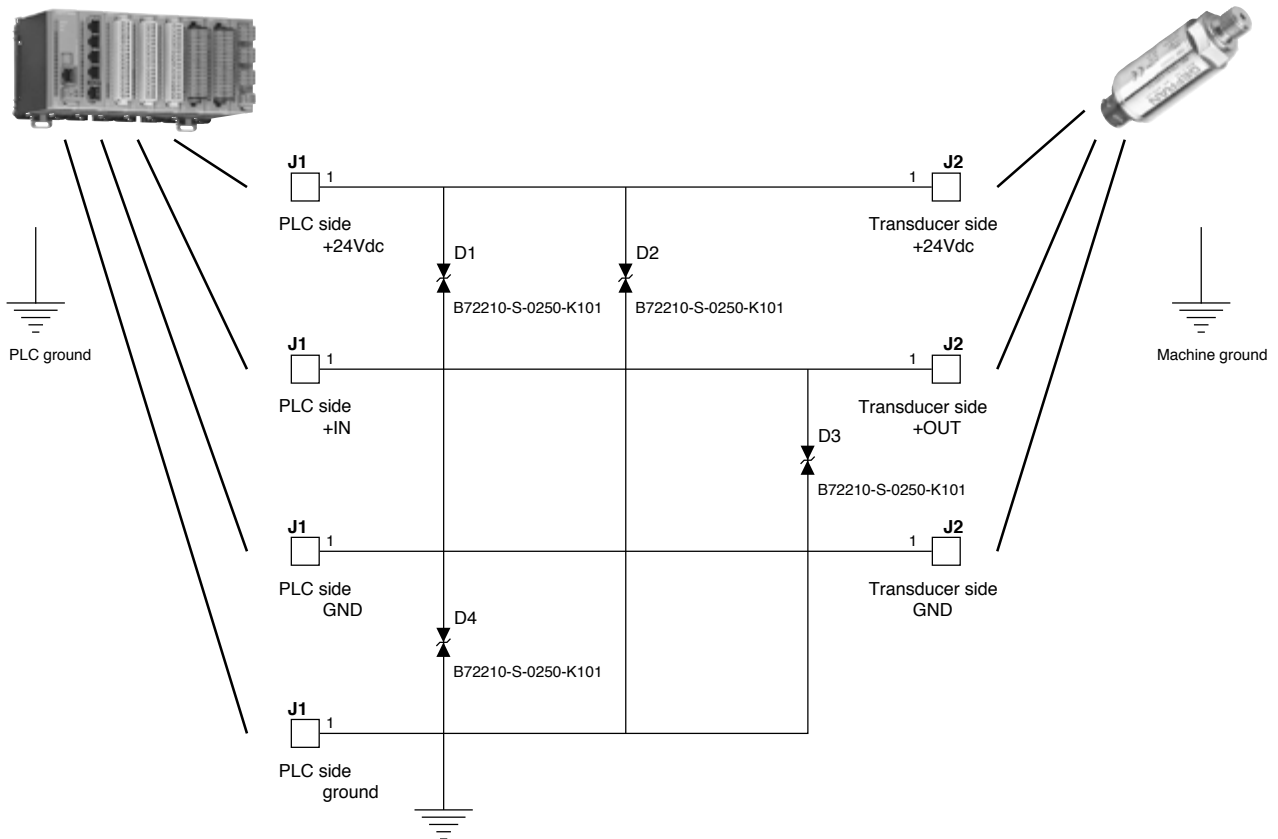 GEFRAN
J1
1
PLC side
+24Vdc
1
J2
Transducer side
+24Vdc
D1
B72210-S-0250-K101
D2
B72210-S-0250-K101
PLC ground
Machine ground
J1
1
PLC side
+IN
1
J2
Transducer side
+OUT
D3
B72210-S-0250-K101
J1
1
PLC side
GND
1
J2
Transducer side
GND
D4
B72210-S-0250-K101
J1
1
PLC side
ground